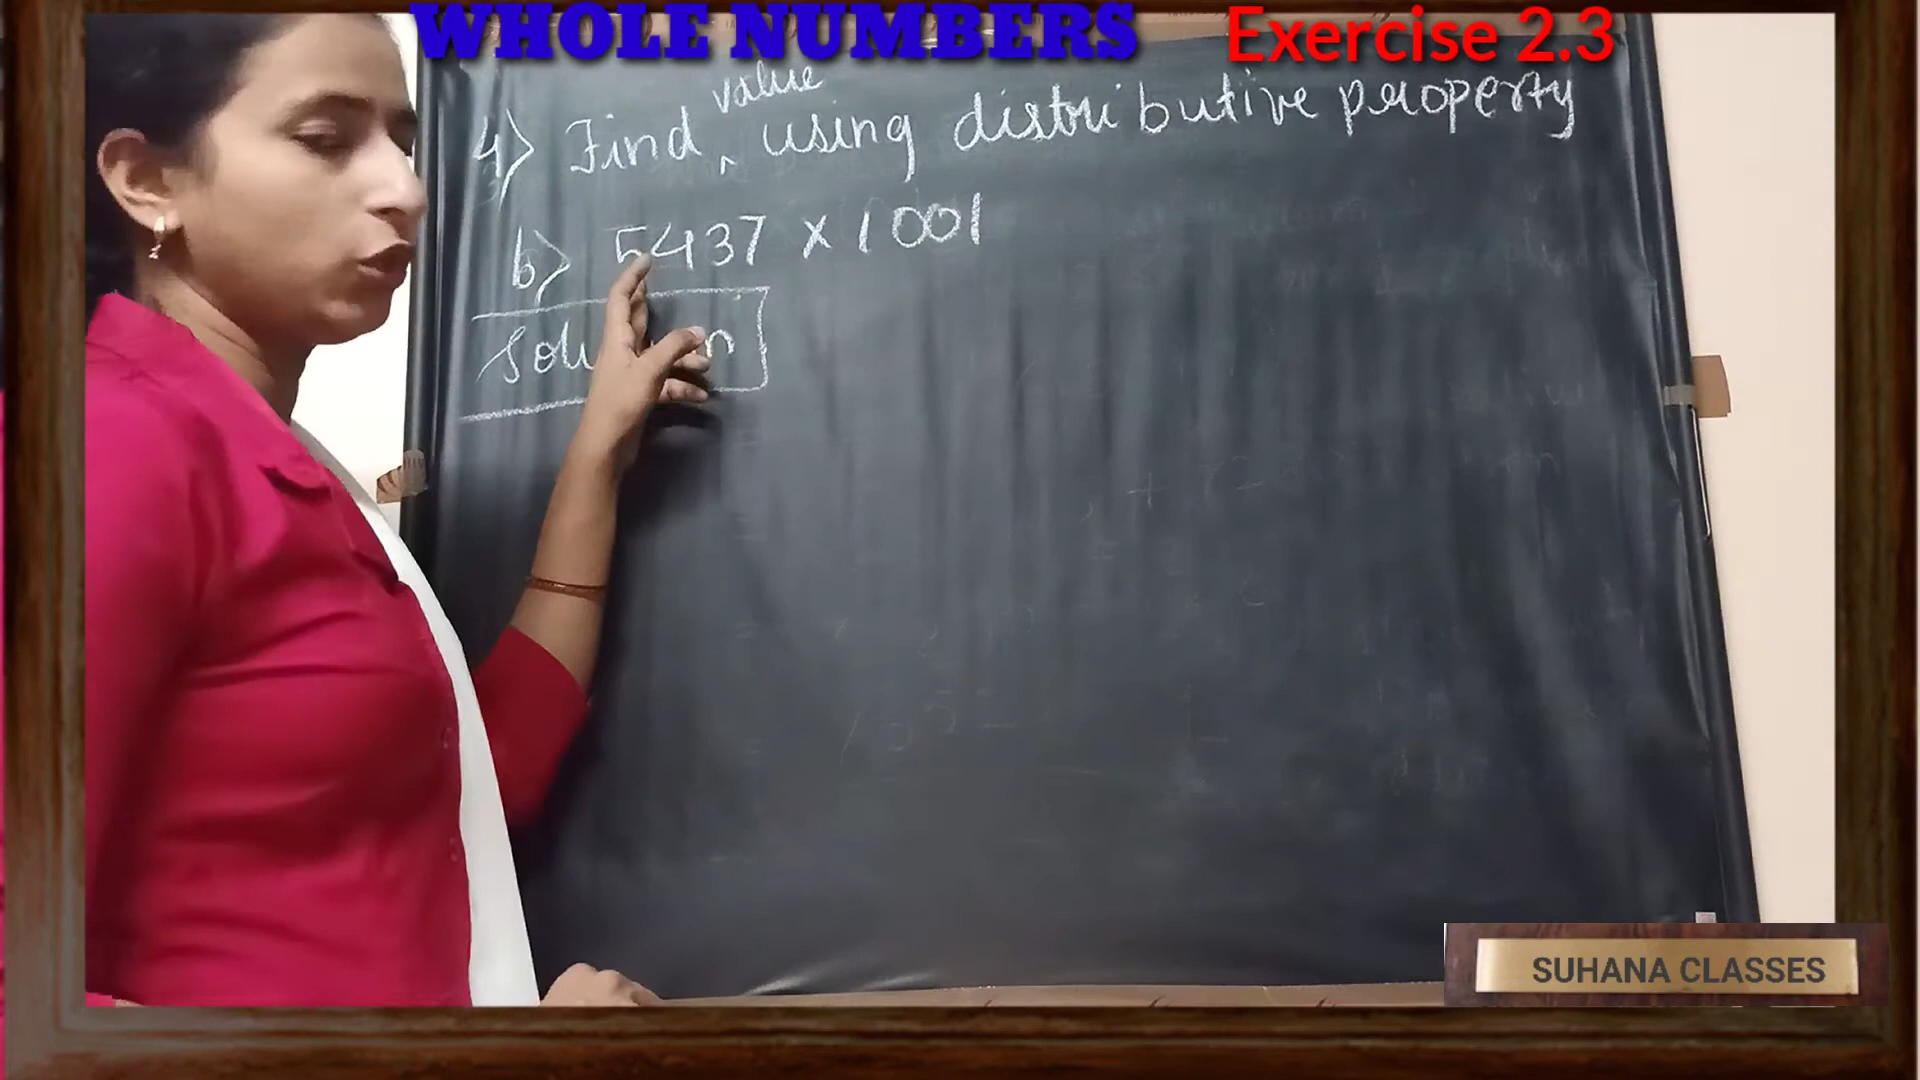 WHOLE NUMBERS Exercise 2.3
value
4) Find ‸ using distributive property
b) 5437 x 1001
SUHANA CLASSES